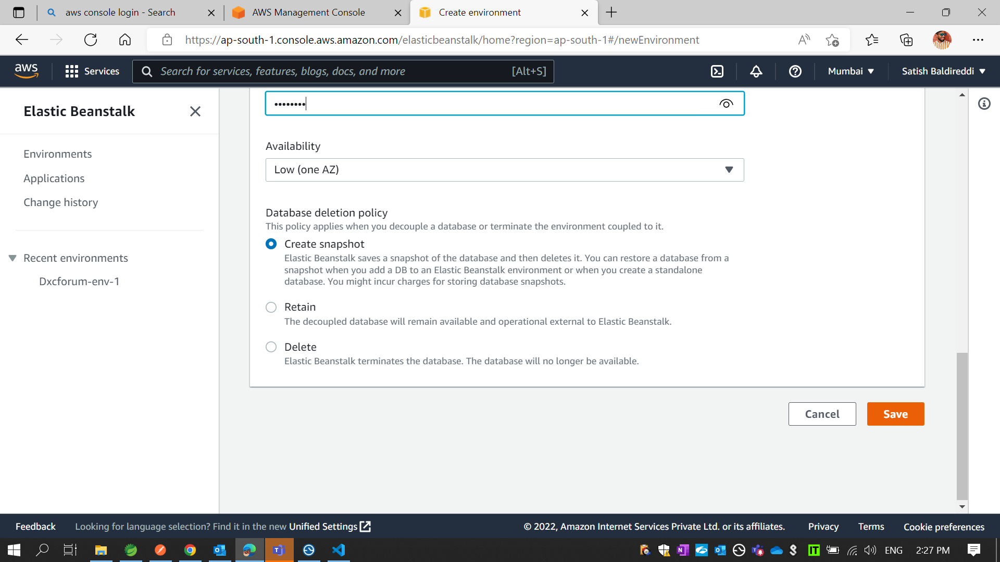 aws console login - Search
AWS Management Console
Create environment
https://ap-south-1.console.aws.amazon.com/elasticbeanstalk/home?region=ap-south-1#/newEnvironment
aws
Services
Search for services, features, blogs, docs, and more
[Alt+S]
Mumbai
Satish Baldireddi
Elastic Beanstalk
Environments
Applications
Change history
Recent environments
Dxcforum-env-1
Availability
Low (one AZ)
Database deletion policy
This policy applies when you decouple a database or terminate the environment coupled to it.
Create snapshot
Elastic Beanstalk saves a snapshot of the database and then deletes it. You can restore a database from a
snapshot when you add a DB to an Elastic Beanstalk environment or when you create a standalone
database. You might incur charges for storing database snapshots.
Retain
The decoupled database will remain available and operational external to Elastic Beanstalk.
Delete
Elastic Beanstalk terminates the database. The database will no longer be available.
Cancel
Save
Feedback
Looking for language selection? Find it in the new Unified Settings
© 2022, Amazon Internet Services Private Ltd. or its affiliates.
Privacy
Terms
Cookie preferences
ENG
2:27 PM